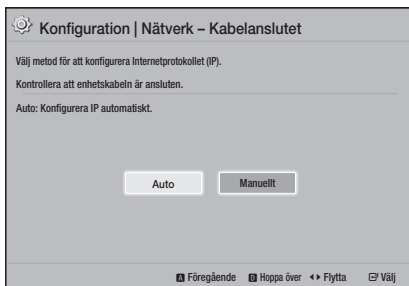 Konfiguration | Nätverk – Kabelanslutet
Välj metod för att konfigurera Internetprotokollet (IP).
Kontrollera att enhetskabeln är ansluten.
Auto: Konfigurera IP automatiskt.
Auto Manuellt
A Föregående D Hoppa över Flytta Välj